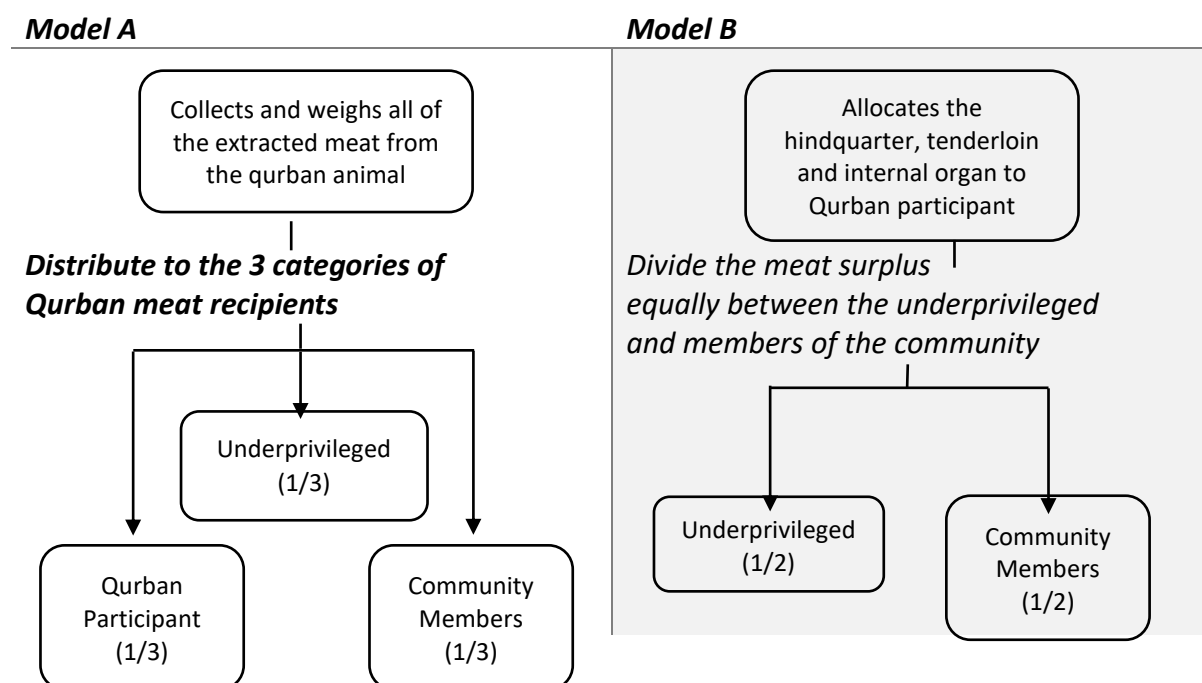 Model A
Collects and weighs all of
the extracted meat from
the qurban animal
Distribute to the 3 categories of
Qurban meat recipients
Underprivileged
(1/3)
Qurban
Participant
(1/3)
Community
Members
(1/3)
Model B
Allocates the
hindquarter, tenderloin
and internal organ to
Qurban participant
Divide the meat surplus
equally between the underprivileged
and members of the community
Underprivileged
(1/2)
Community
Members
(1/2)